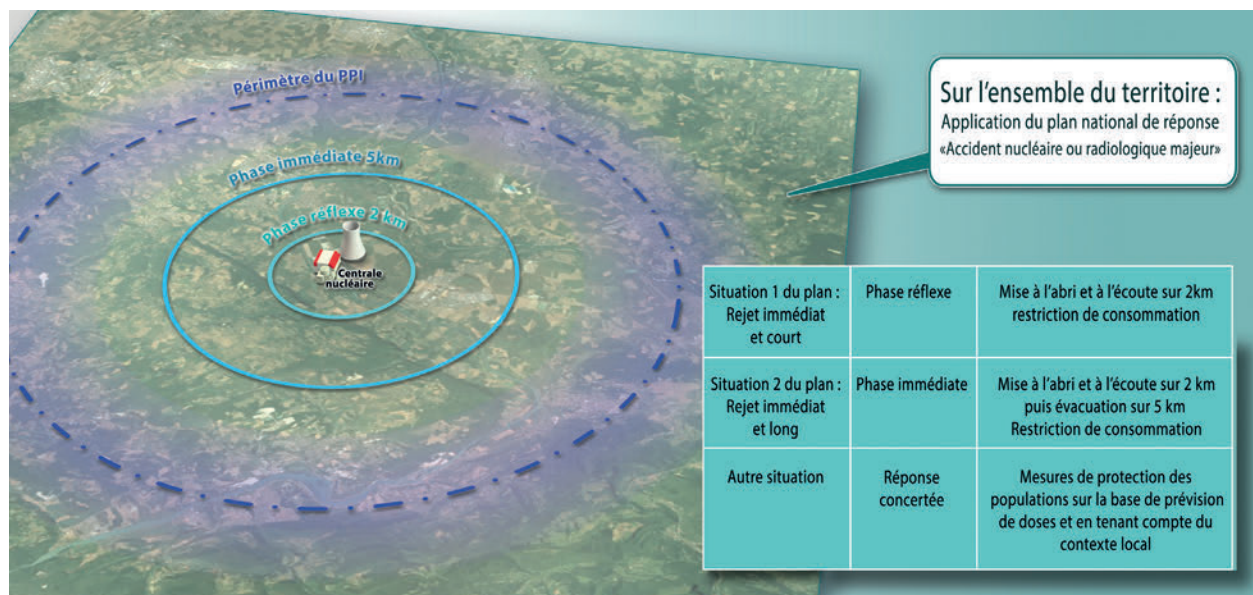 Périmètre du PPI
Phase immédiate 5km
Phase réflexe 2 km
Centrale
nucléaire
Sur l'ensemble du territoire :
Application du plan national de réponse
«Accident nucléaire ou radiologique majeur»
Situation 1 du plan :
Rejet immédiat
et court
Phase réflexe
Mise à l'abri et à l'écoute sur 2km
restriction de consommation
Situation 2 du plan :
Rejet immédiat
et long
Phase immédiate
Mise à l'abri et à l'écoute sur 2 km
puis évacuation sur 5 km
Restriction de consommation
Autre situation
Réponse
concertée
Mesures de protection des
populations sur la base de prévision
de doses et en tenant compte du
contexte local